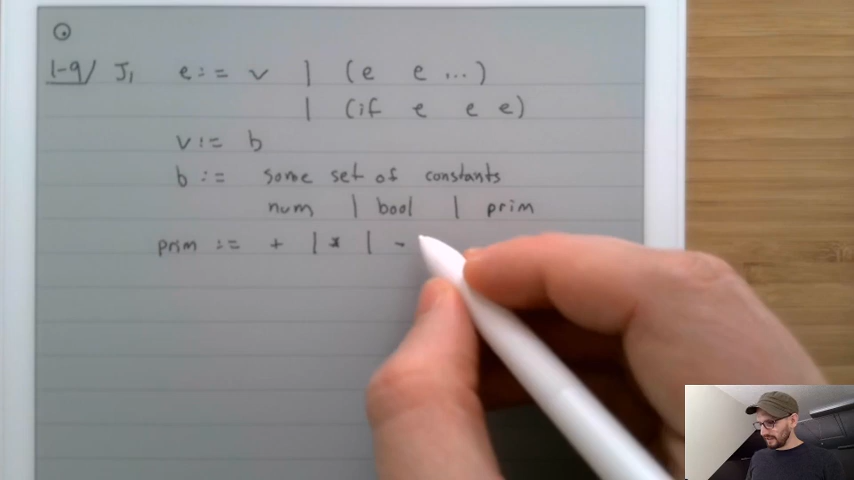 1-9/ J₁ e := v | (e e ...)
| (if e e e)
v := b
b := some set of constants
num | bool | prim
prim := + | * | -